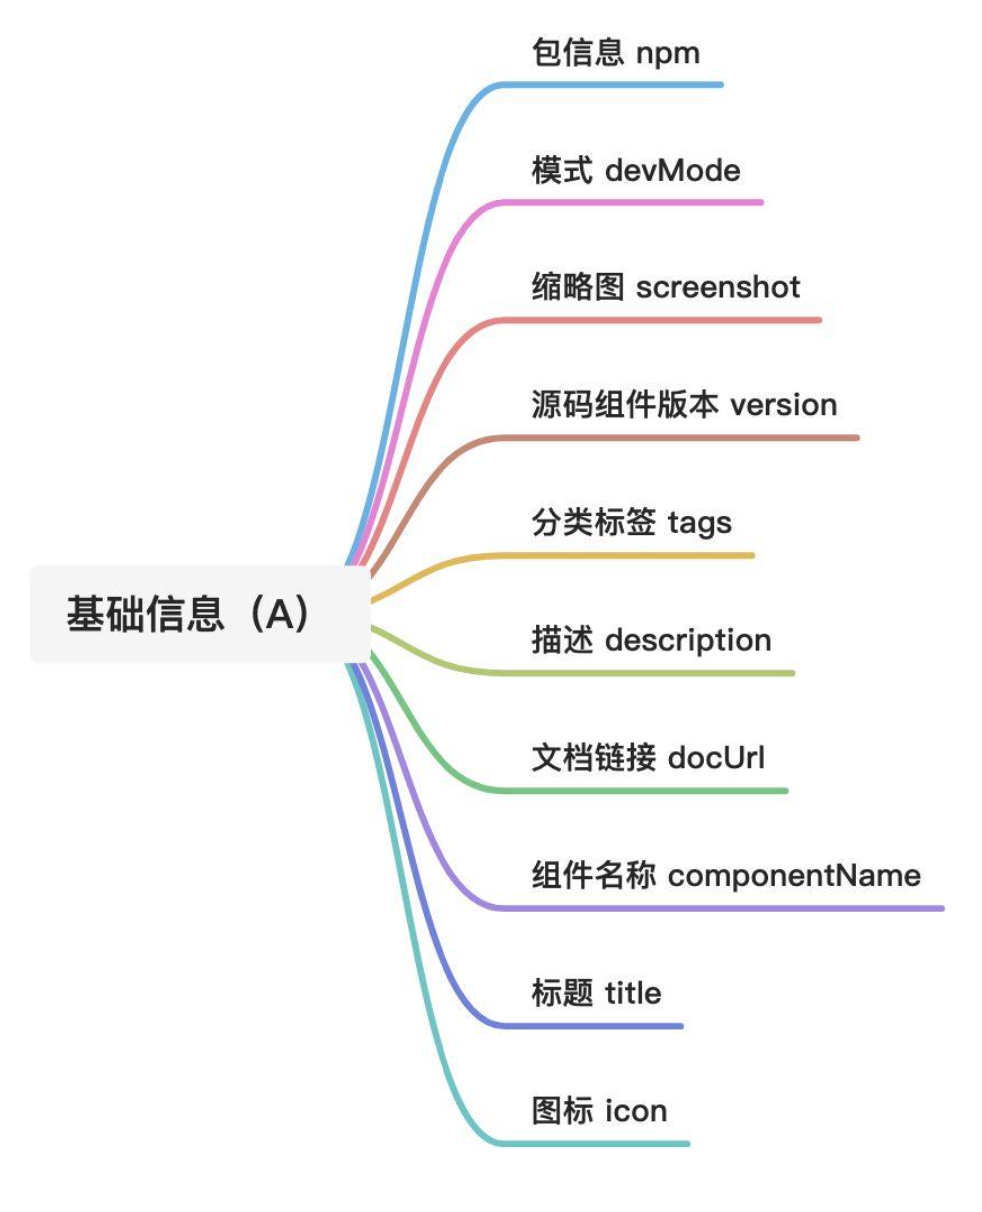 包信息 npm
模式 devMode
缩略图 screenshot
源码组件版本 version
分类标签 tags
基础信息（A）
描述 description
文档链接 docUrl
组件名称 componentName
标题 title
图标 icon